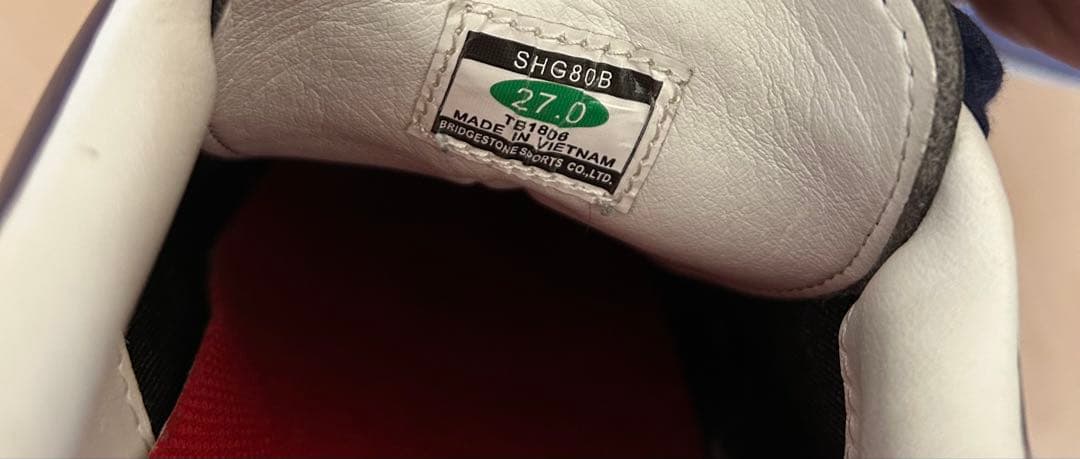 SHG80B
27.0
TB1806
MADE IN VIETNAM
BRIDGESTONE SPORTS CO.,LTD.